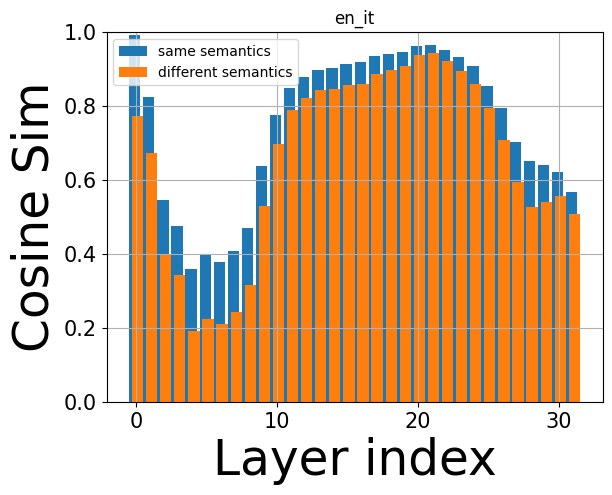 en_it
same semantics
different semantics
Cosine Sim
1.0
0.8
0.6
0.4
0.2
0.0
0 10 20 30
Layer index